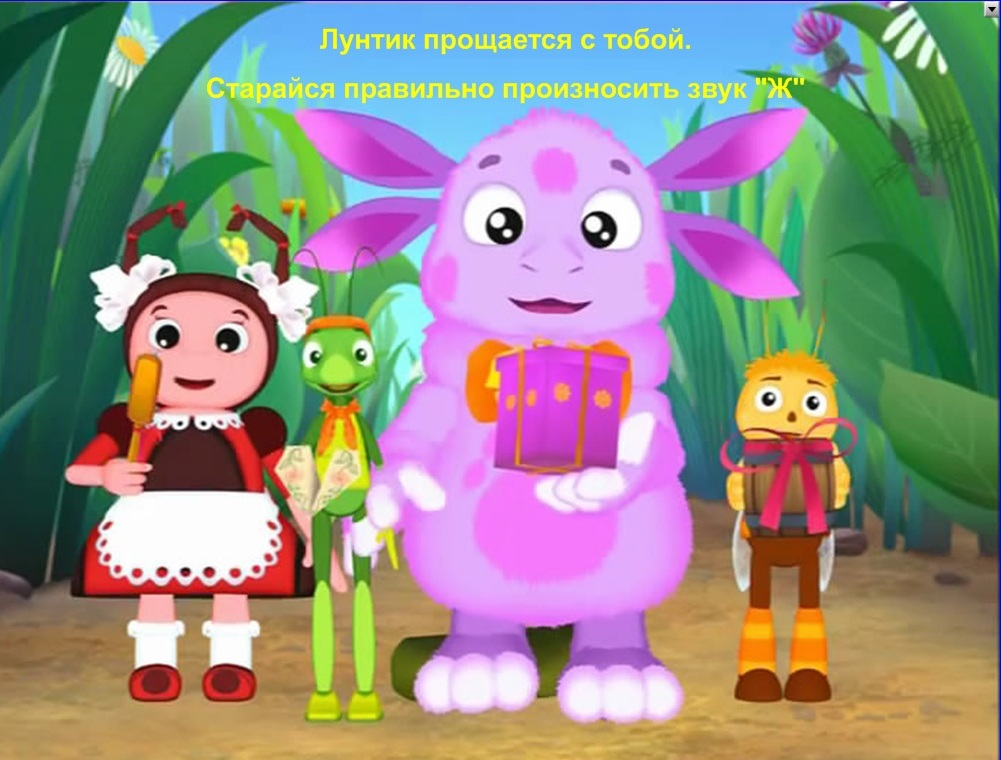 Лунтик прощается с тобой.
Старайся правильно произносить звук "Ж"